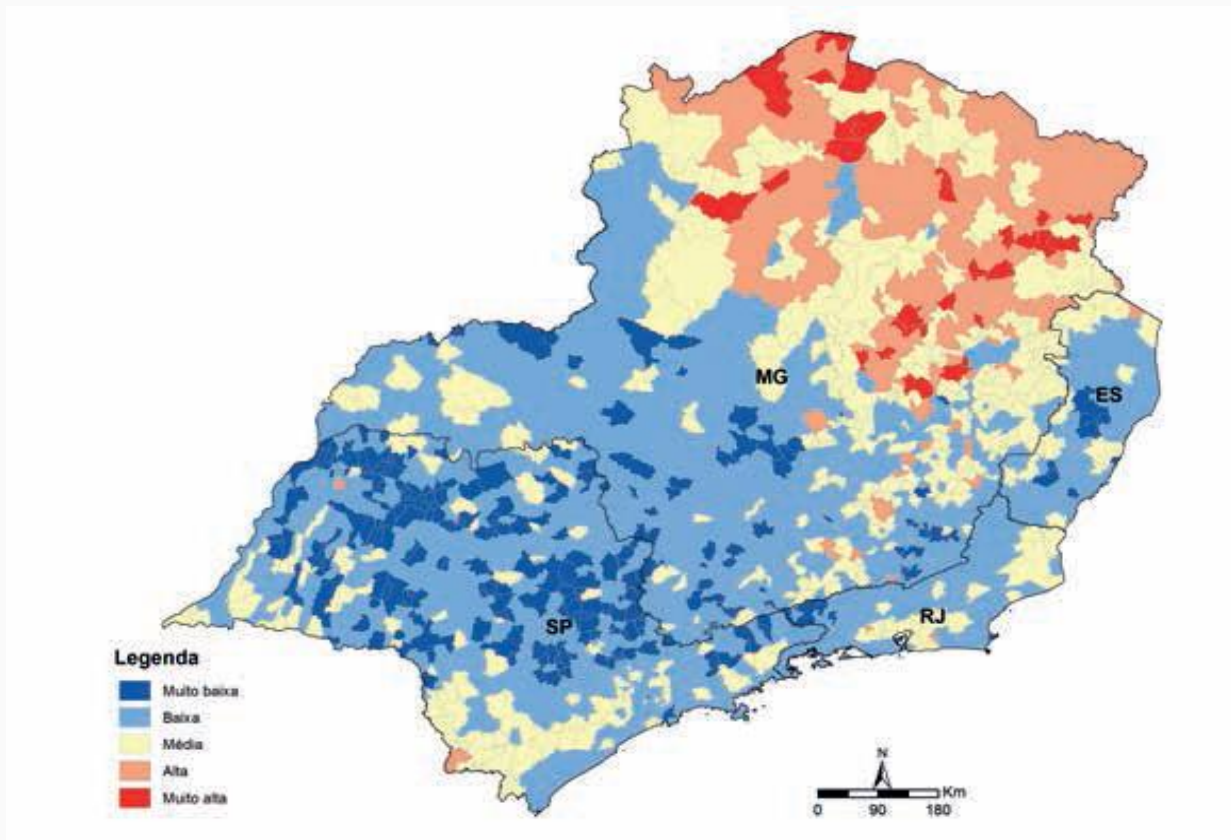 MG
ES
SP
RJ
Legenda
Muito baixa
Baixa
Média
Alta
Muito alta
N
Km
0 90 180